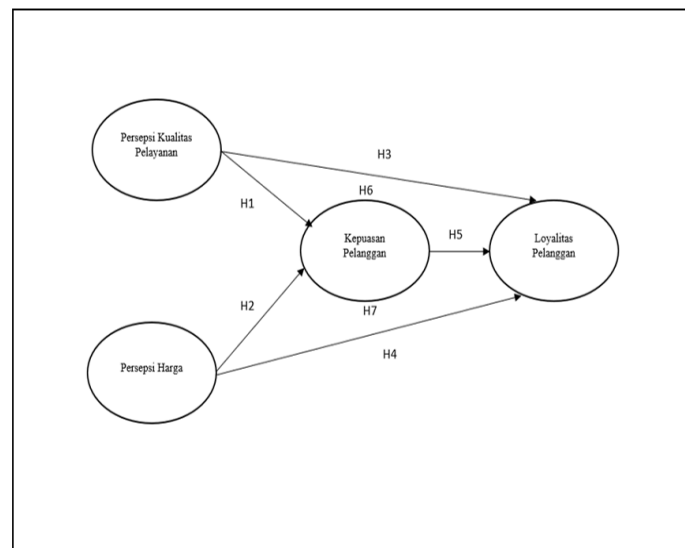 Persepsi Kualitas
Pelayanan
H3
H6
H1
Kepuasan
Pelanggan
H5
Loyalitas
Pelanggan
H2
H7
H4
Persepsi Harga